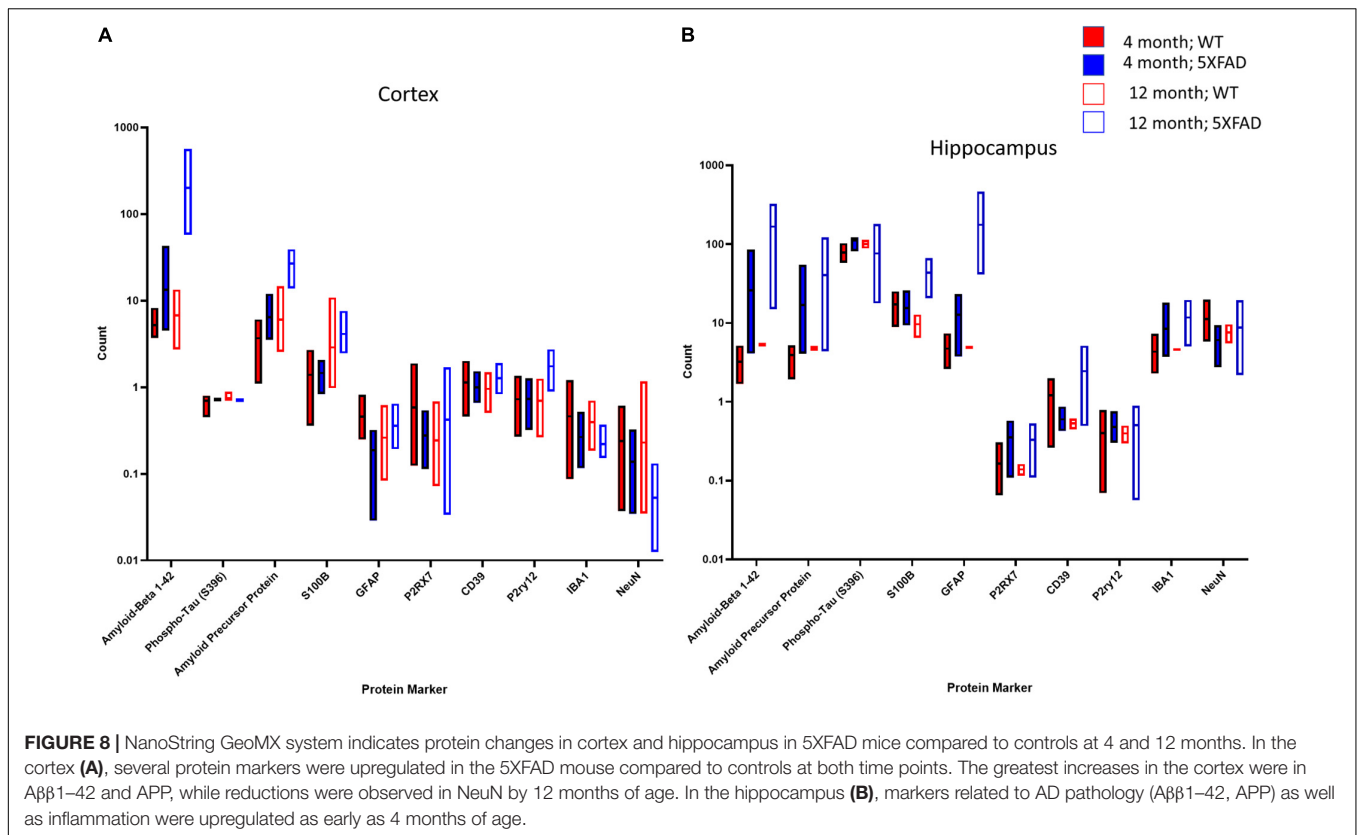 A
B
4 month; WT
4 month; 5XFAD
12 month; WT
12 month; 5XFAD
Cortex
Hippocampus
1000
100
10
1
0.1
0.01
Count
Amyloid-Beta 1-42
Phospho-Tau (S396)
Amyloid Precursor Protein
S100B
GFAP
P2RX7
CD39
P2ry12
IBA1
NeuN
Protein Marker
1000
100
10
1
0.1
0.01
Count
Amyloid-Beta 1-42
Amyloid Precursor Protein
Phospho-Tau (S396)
S100B
GFAP
P2RX7
CD39
P2ry12
IBA1
NeuN
Protein Marker
FIGURE 8 | NanoString GeoMX system indicates protein changes in cortex and hippocampus in 5XFAD mice compared to controls at 4 and 12 months. In the
cortex (A), several protein markers were upregulated in the 5XFAD mouse compared to controls at both time points. The greatest increases in the cortex were in
Aββ1–42 and APP, while reductions were observed in NeuN by 12 months of age. In the hippocampus (B), markers related to AD pathology (Aββ1–42, APP) as well
as inflammation were upregulated as early as 4 months of age.